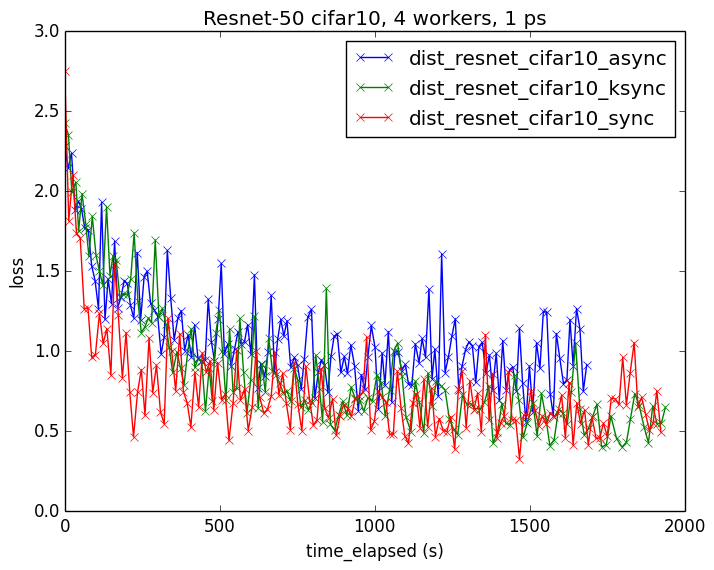 Resnet-50 cifar10, 4 workers, 1 ps
3.0
2.5
2.0
1.5
1.0
0.5
0.0
loss
dist_resnet_cifar10_async
dist_resnet_cifar10_ksync
dist_resnet_cifar10_sync
0 500 1000 1500 2000
time_elapsed (s)